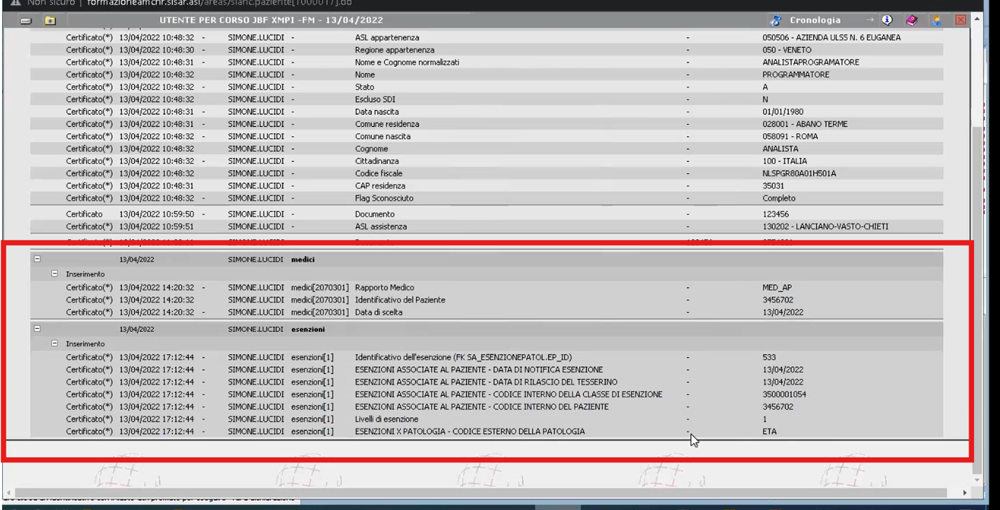 Non sicuro | formazioneamcnr.sisar.asl/areas/sianc.paziente[1000017].do
UTENTE PER CORSO JBF XMPI -FM - 13/04/2022 Cronologia
Certificato(*) 13/04/2022 10:48:32 - SIMONE.LUCIDI - ASL appartenenza - 050506 - AZIENDA ULSS N. 6 EUGANEA
Certificato(*) 13/04/2022 10:48:30 - SIMONE.LUCIDI - Regione appartenenza - 050 - VENETO
Certificato(*) 13/04/2022 10:48:31 - SIMONE.LUCIDI - Nome e Cognome normalizzati - ANALISTAPROGRAMATORE
Certificato(*) 13/04/2022 10:48:32 SIMONE.LUCIDI - Nome - PROGRAMMATORE
Certificato(*) 13/04/2022 10:48:32 - SIMONE.LUCIDI - Stato - A
Certificato(*) 13/04/2022 10:48:32 - SIMONE.LUCIDI - Escluso SDI - N
Certificato(*) 13/04/2022 10:48:31 - SIMONE.LUCIDI - Data nascita - 01/01/1980
Certificato(*) 13/04/2022 10:48:31 - SIMONE.LUCIDI - Comune residenza - 028001 - ABANO TERME
Certificato(*) 13/04/2022 10:48:32 - SIMONE.LUCIDI - Comune nascita - 058091 - ROMA
Certificato(*) 13/04/2022 10:48:32 SIMONE.LUCIDI - Cognome - ANALISTA
Certificato(*) 13/04/2022 10:48:32 - SIMONE.LUCIDI - Cittadinanza - 100 - ITALIA
Certificato(*) 13/04/2022 10:48:32 SIMONE.LUCIDI - Codice fiscale - NLSPGR80A01H501A
Certificato(*) 13/04/2022 10:48:31 SIMONE.LUCIDI - CAP residenza - 35031
Certificato(*) 13/04/2022 10:48:32 - SIMONE.LUCIDI - Flag Sconosciuto - Completo
Certificato 13/04/2022 10:59:50 - SIMONE.LUCIDI - Documento - 123456
Certificato(*) 13/04/2022 10:59:51 SIMONE.LUCIDI - ASL assistenza - 130202 - LANCIANO-VASTO-CHIETI
13/04/2022 SIMONE.LUCIDI medici
Inserimento
Certificato(*) 13/04/2022 14:20:32 - SIMONE.LUCIDI medici[2070301] Rapporto Medico - MED_AP
Certificato(*) 13/04/2022 14:20:32 SIMONE.LUCIDI medici[2070301] Identificativo del Paziente - 3456702
Certificato(*) 13/04/2022 14:20:32 - SIMONE.LUCIDI medici[2070301] Data di scelta - 13/04/2022
13/04/2022 SIMONE.LUCIDI esenzioni
Inserimento
Certificato(*) 13/04/2022 17:12:44 - SIMONE.LUCIDI esenzioni[1] Identificativo dell'esenzione (FK SA_ESENZIONEPATOL.EP_ID) - 533
Certificato(*) 13/04/2022 17:12:44 - SIMONE.LUCIDI esenzioni[1] ESENZIONI ASSOCIATE AL PAZIENTE - DATA DI NOTIFICA ESENZIONE - 13/04/2022
Certificato(*) 13/04/2022 17:12:44 - SIMONE.LUCIDI esenzioni[1] ESENZIONI ASSOCIATE AL PAZIENTE - DATA DI RILASCIO DEL TESSERINO - 13/04/2022
Certificato(*) 13/04/2022 17:12:44 - SIMONE.LUCIDI esenzioni[1] ESENZIONI ASSOCIATE AL PAZIENTE - CODICE INTERNO DELLA CLASSE DI ESENZIONE - 3500001054
Certificato(*) 13/04/2022 17:12:44 - SIMONE.LUCIDI esenzioni[1] ESENZIONI ASSOCIATE AL PAZIENTE - CODICE INTERNO DEL PAZIENTE - 3456702
Certificato(*) 13/04/2022 17:12:44 - SIMONE.LUCIDI esenzioni[1] Livelli di esenzione - 1
Certificato(*) 13/04/2022 17:12:44 - SIMONE.LUCIDI esenzioni[1] ESENZIONI X PATOLOGIA - CODICE ESTERNO DELLA PATOLOGIA - ETA